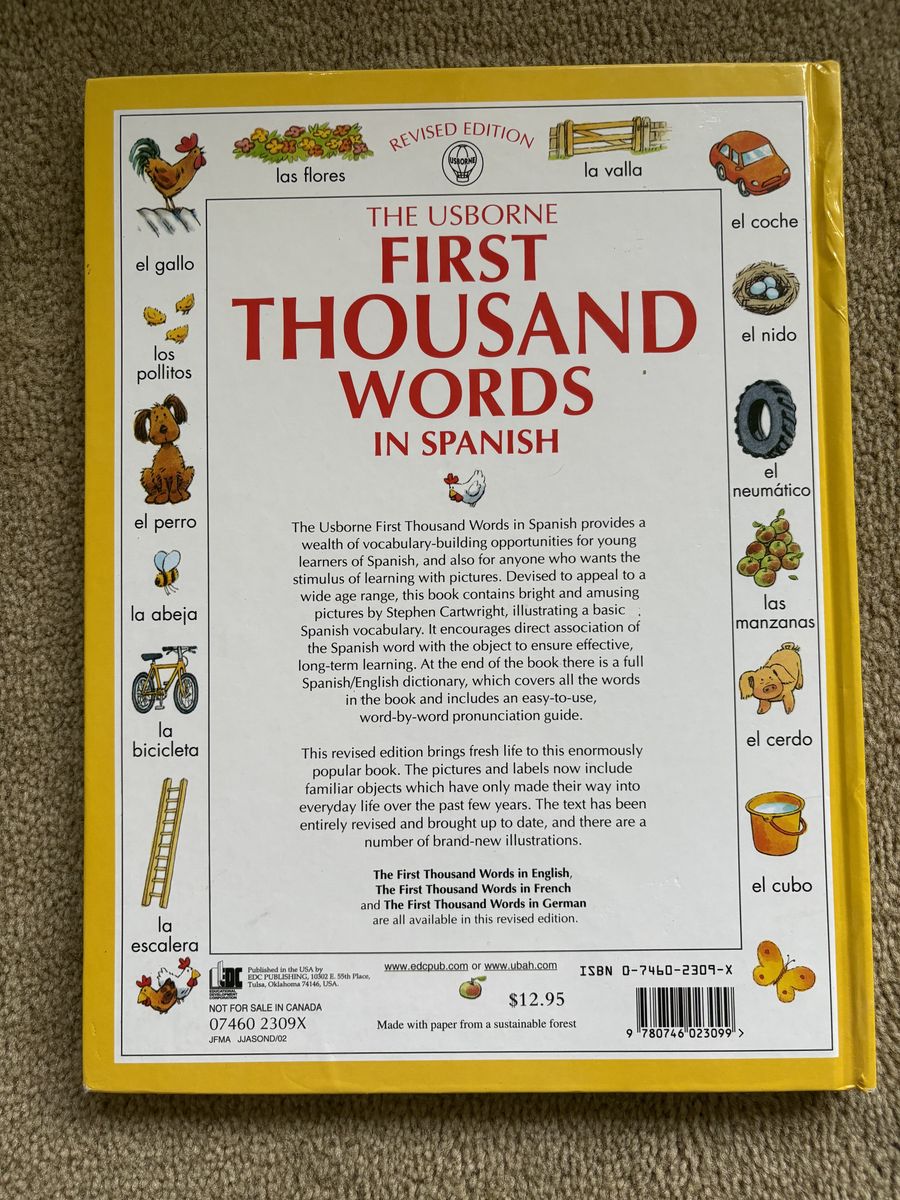 REVISED EDITION
USBORNE
las flores
la valla
el coche
el gallo
los
pollitos
el perro
la abeja
la
bicicleta
la
escalera
THE USBORNE
FIRST
THOUSAND
WORDS
IN SPANISH
The Usborne First Thousand Words in Spanish provides a
wealth of vocabulary-building opportunities for young
learners of Spanish, and also for anyone who wants the
stimulus of learning with pictures. Devised to appeal to a
wide age range, this book contains bright and amusing
pictures by Stephen Cartwright, illustrating a basic
Spanish vocabulary. It encourages direct association of
the Spanish word with the object to ensure effective,
long-term learning. At the end of the book there is a full
Spanish/English dictionary, which covers all the words
in the book and includes an easy-to-use,
word-by-word pronunciation guide.
This revised edition brings fresh life to this enormously
popular book. The pictures and labels now include
familiar objects which have only made their way into
everyday life over the past few years. The text has been
entirely revised and brought up to date, and there are a
number of brand-new illustrations.
The First Thousand Words in English,
The First Thousand Words in French
and The First Thousand Words in German
are all available in this revised edition.
el nido
el
neumático
las
manzanas
el cerdo
el cubo
EDC
EDUCATIONAL
DEVELOPMENT
CORPORATION
Published in the USA by
EDC PUBLISHING, 10302 E. 55th Place,
Tulsa, Oklahoma 74146, USA.
NOT FOR SALE IN CANADA
07460 2309X
JFMA JJASOND/02
www.edcpub.com or www.ubah.com
$12.95
Made with paper from a sustainable forest
ISBN 0-7460-2309-X
9 780746 023099 >